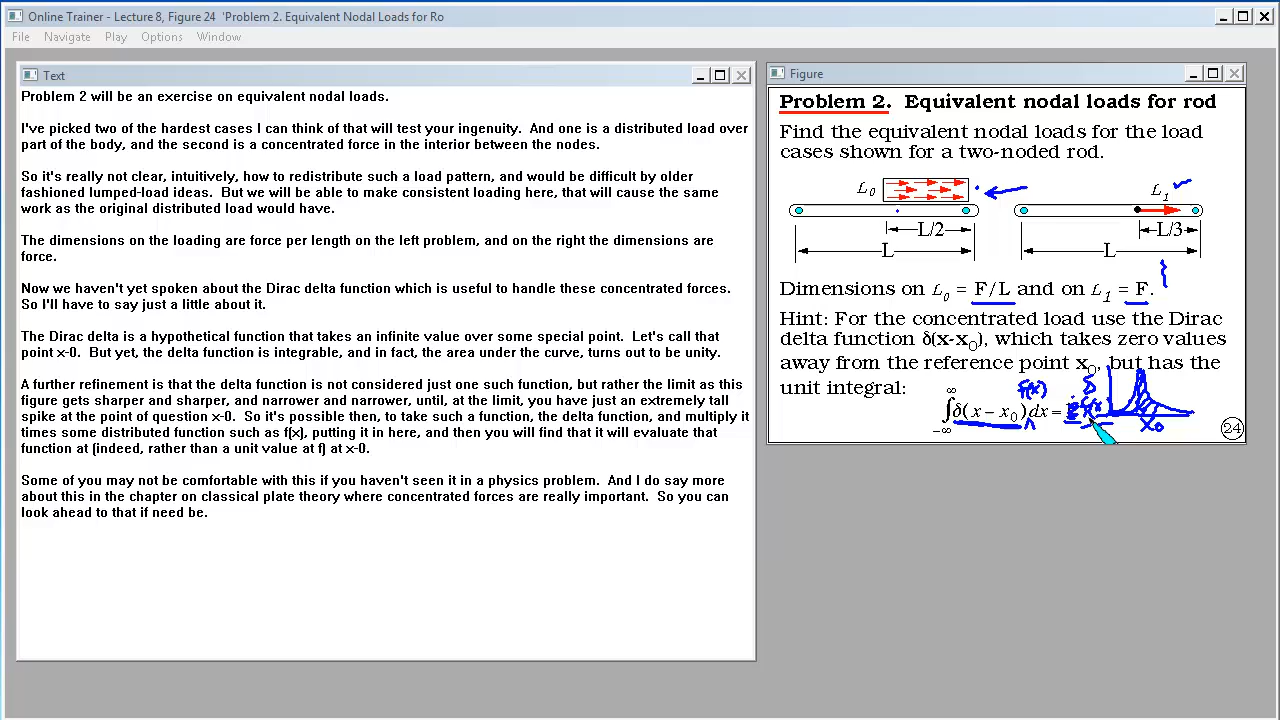 Online Trainer - Lecture 8, Figure 24 'Problem 2. Equivalent Nodal Loads for Ro
File Navigate Play Options Window
Text
Problem 2 will be an exercise on equivalent nodal loads.
I've picked two of the hardest cases I can think of that will test your ingenuity. And one is a distributed load over
part of the body, and the second is a concentrated force in the interior between the nodes.
So it's really not clear, intuitively, how to redistribute such a load pattern, and would be difficult by older
fashioned lumped-load ideas. But we will be able to make consistent loading here, that will cause the same
work as the original distributed load would have.
The dimensions on the loading are force per length on the left problem, and on the right the dimensions are
force.
Now we haven't yet spoken about the Dirac delta function which is useful to handle these concentrated forces.
So I'll have to say just a little about it.
The Dirac delta is a hypothetical function that takes an infinite value over some special point. Let's call that
point x-0. But yet, the delta function is integrable, and in fact, the area under the curve, turns out to be unity.
A further refinement is that the delta function is not considered just one such function, but rather the limit as this
figure gets sharper and sharper, and narrower and narrower, until, at the limit, you have just an extremely tall
spike at the point of question x-0. So it's possible then, to take such a function, the delta function, and multiply it
times some distributed function such as f(x), putting it in here, and then you will find that it will evaluate that
function at (indeed, rather than a unit value at f) at x-0.
Some of you may not be comfortable with this if you haven't seen it in a physics problem. And I do say more
about this in the chapter on classical plate theory where concentrated forces are really important. So you can
look ahead to that if need be.
Figure
Problem 2. Equivalent nodal loads for rod
Find the equivalent nodal loads for the load
cases shown for a two-noded rod.
L₀ L₁
L/2 L/3
L L
Dimensions on L₀ = F/L and on L₁ = F.
Hint: For the concentrated load use the Dirac
delta function δ(x-x₀), which takes zero values
away from the reference point x₀, but has the
unit integral:
f(x) δ
∫ δ(x − x₀)dx =
∞
−∞
x₀
24